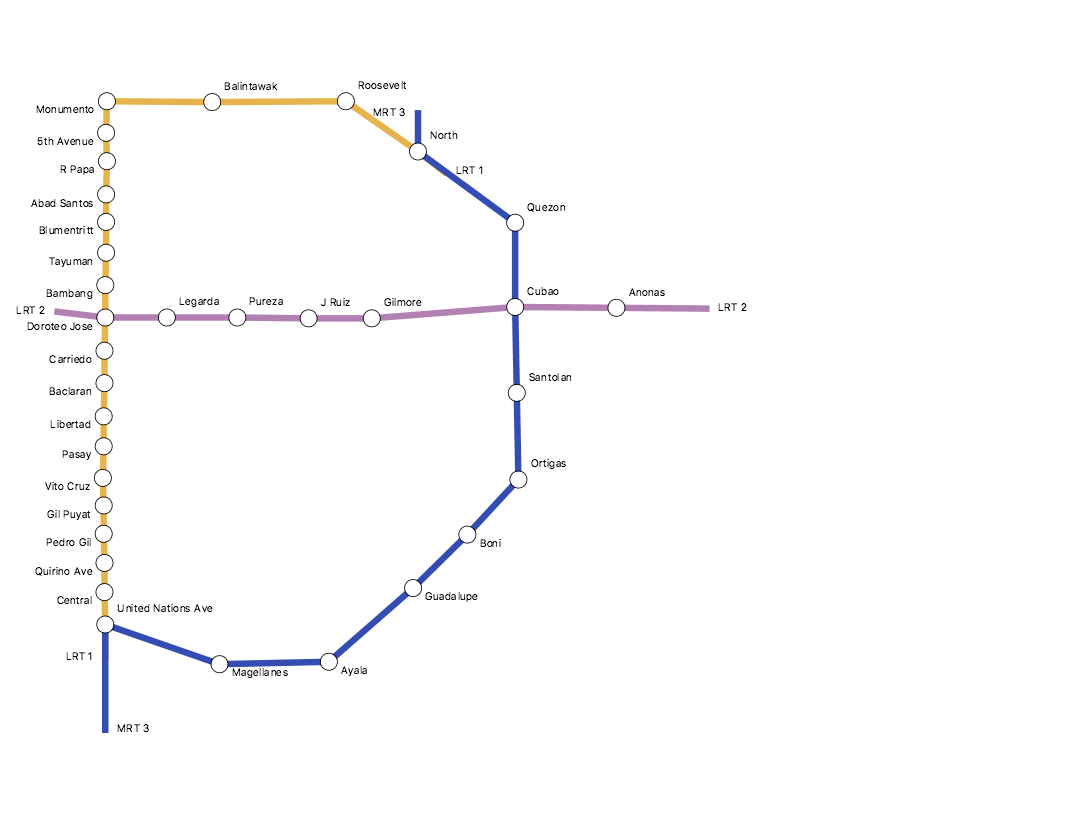 Balintawak
Roosevelt
Monumento
MRT 3
North
5th Avenue
R Papa
LRT 1
Abad Santos
Quezon
Blumentritt
Tayuman
Bambang
Legarda
Pureza
J Ruiz
Gilmore
Cubao
Anonas
LRT 2
LRT 2
Doroteo Jose
Carriedo
Santolan
Baclaran
Libertad
Pasay
Ortigas
Vito Cruz
Gil Puyat
Pedro Gil
Boni
Quirino Ave
Guadalupe
Central
United Nations Ave
LRT 1
Magellanes
Ayala
MRT 3